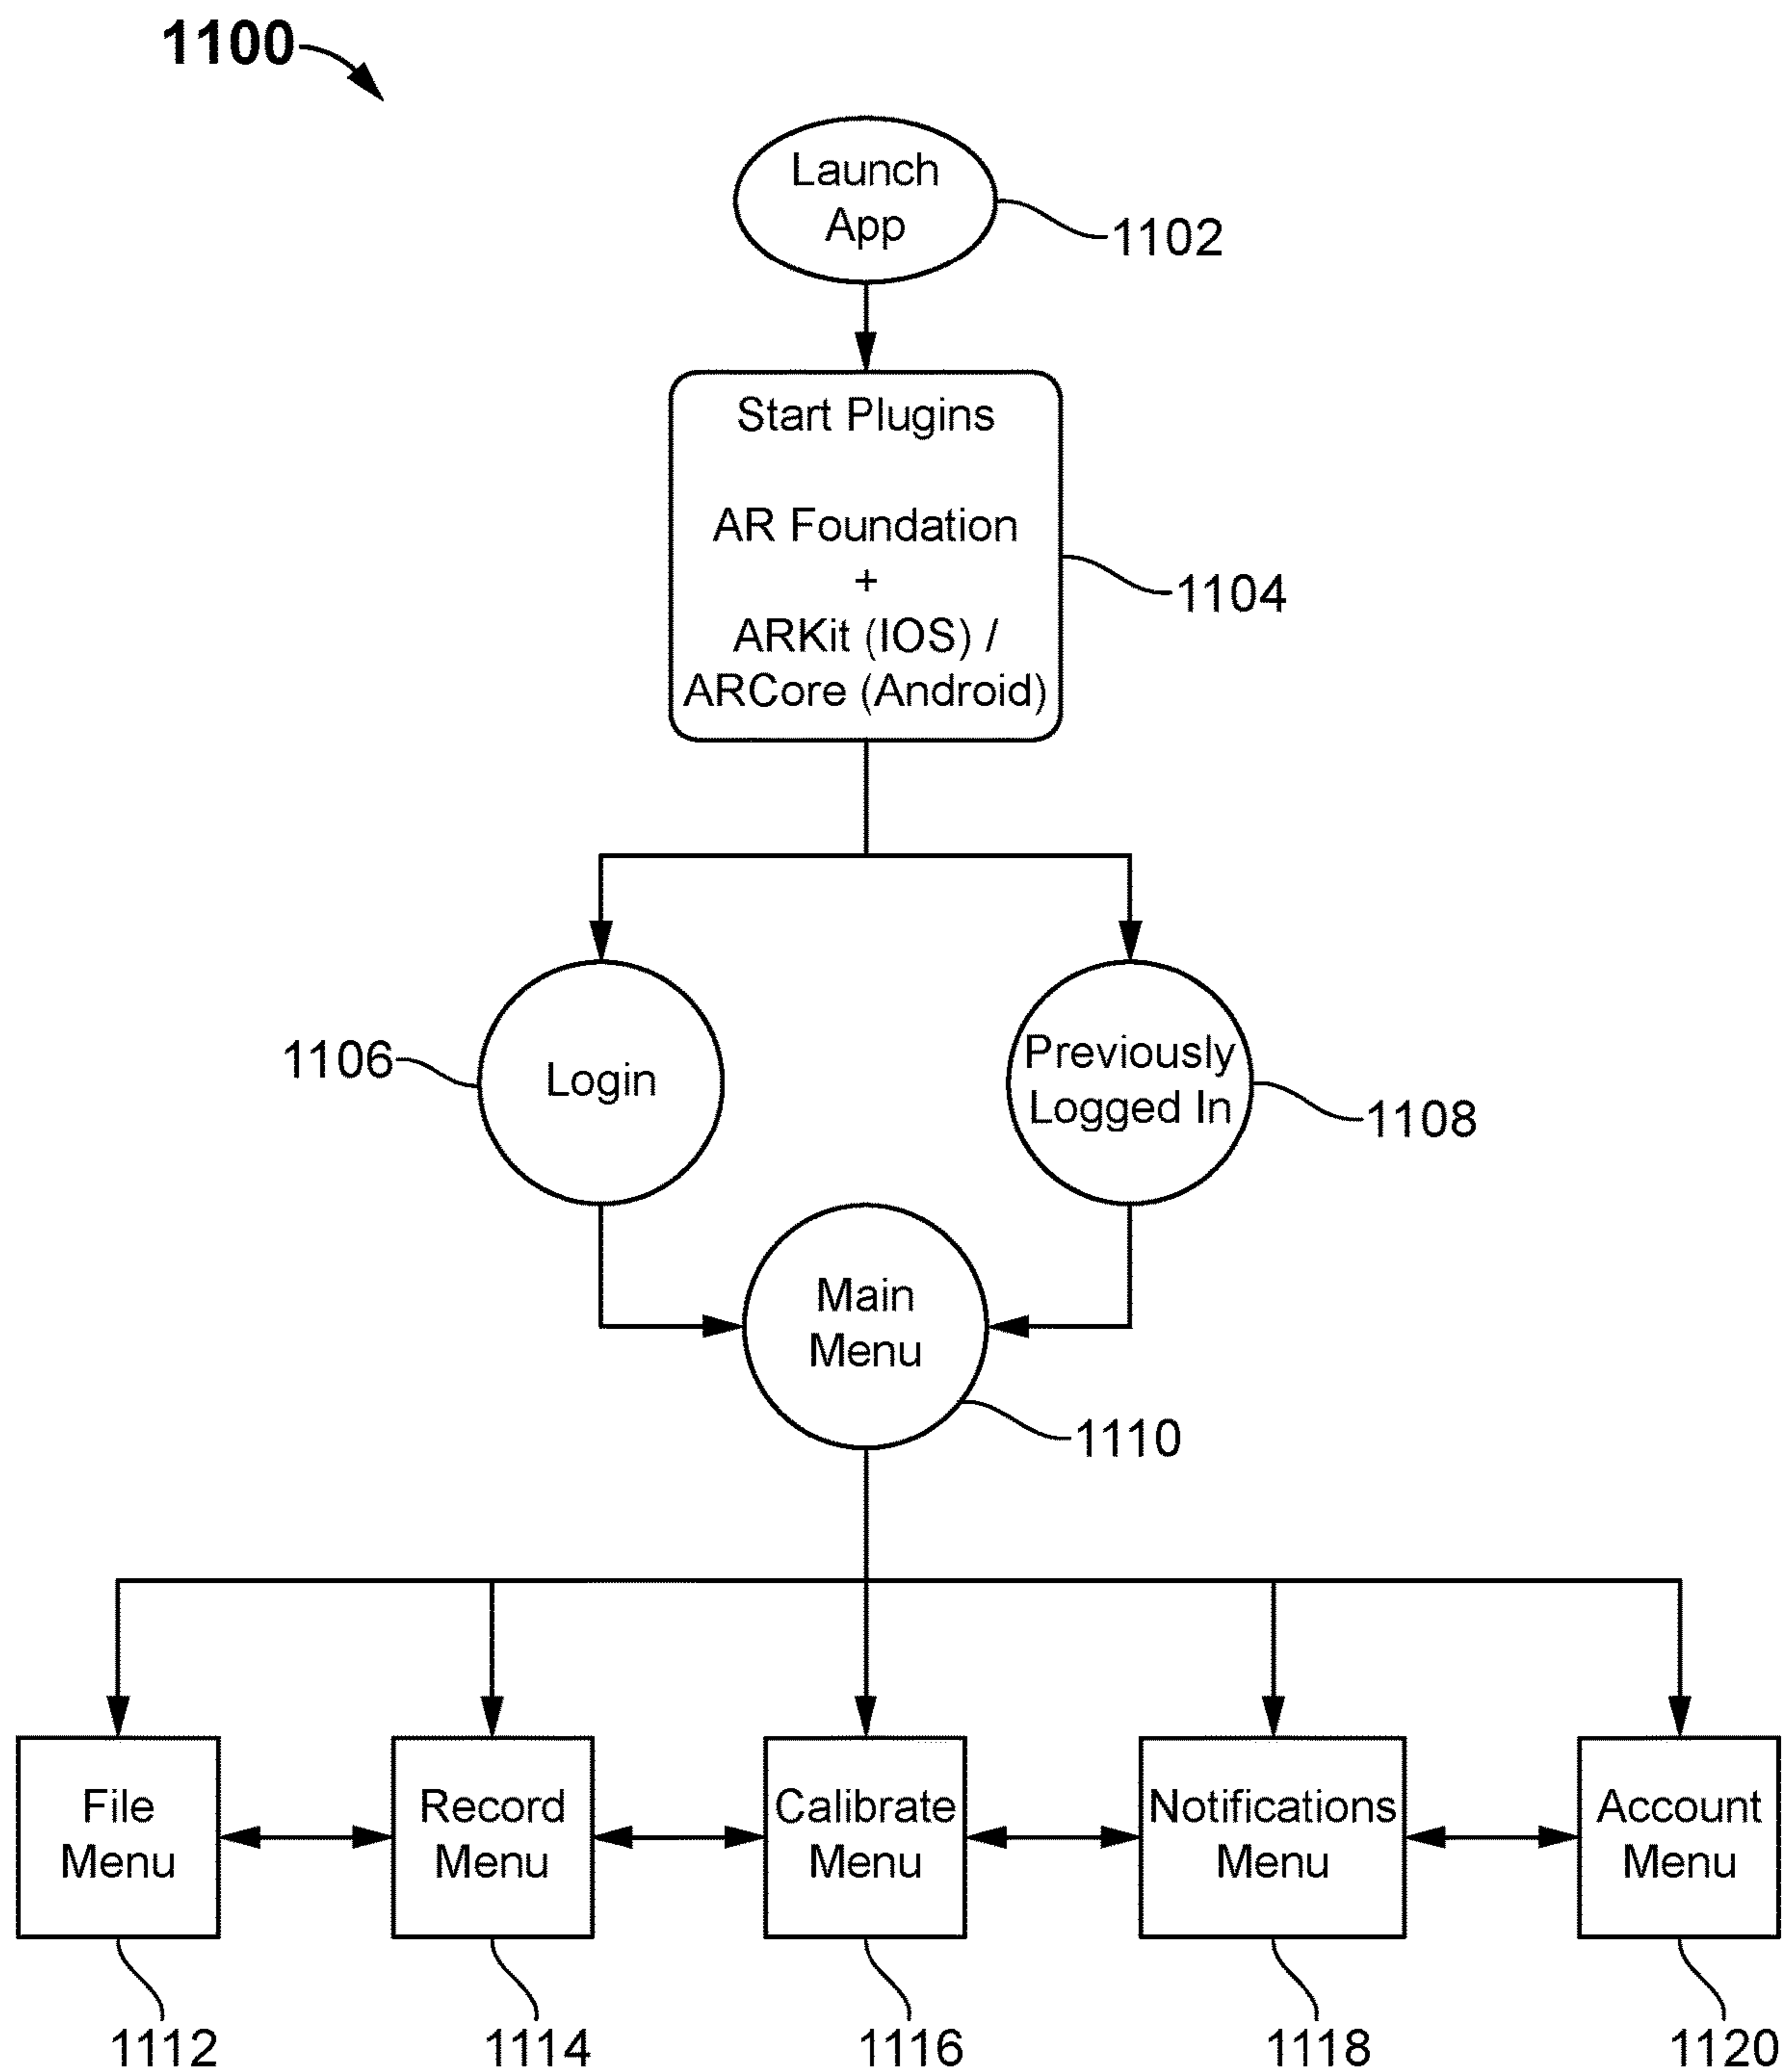 1100
Launch
App
1102
Start Plugins
AR Foundation
+
ARKit (IOS) /
ARCore (Android)
1104
1106
Login
Previously
Logged In
1108
Main
Menu
1110
File
Menu
Record
Menu
Calibrate
Menu
Notifications
Menu
Account
Menu
1112
1114
1116
1118
1120